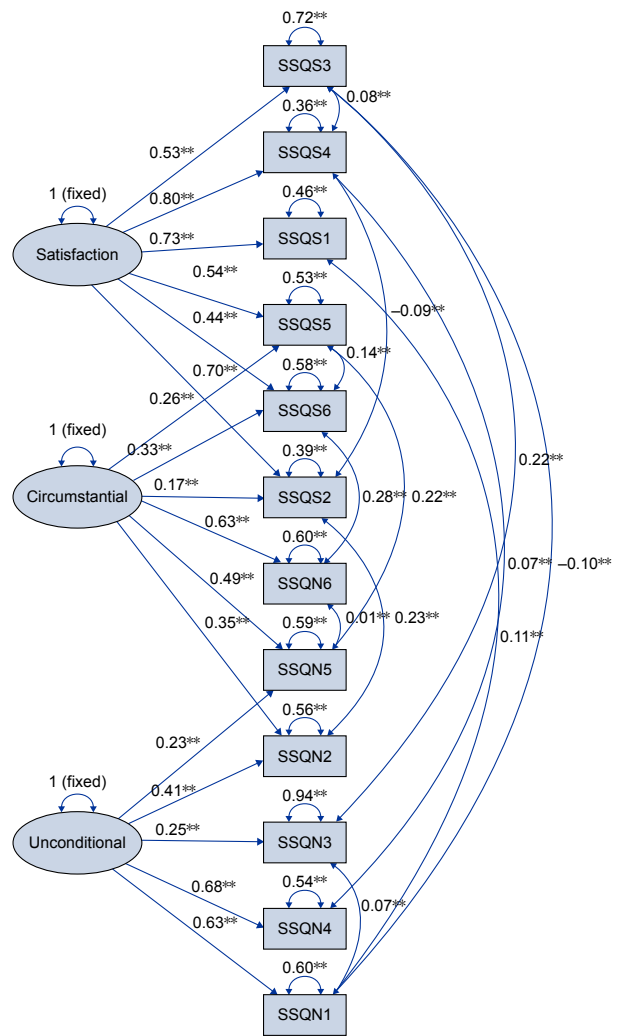 0.72**
SSQS3
0.08**
0.36**
SSQS4
0.53**
1 (fixed)
0.80**
0.46**
SSQS1
0.73**
Satisfaction
0.54**
0.53**
–0.09**
SSQS5
0.44**
0.14**
0.58**
0.70**
SSQS6
0.26**
1 (fixed)
0.33**
0.39**
0.22**
0.17**
SSQS2
Circumstantial
0.28** 0.22**
0.63**
0.60**
SSQN6
0.07** –0.10**
0.49**
0.01** 0.23**
0.35**
0.59**
0.11**
SSQN5
0.56**
0.23**
SSQN2
1 (fixed)
0.41**
0.94**
0.25**
SSQN3
Unconditional
0.68**
0.54**
0.07**
0.63**
SSQN4
0.60**
SSQN1